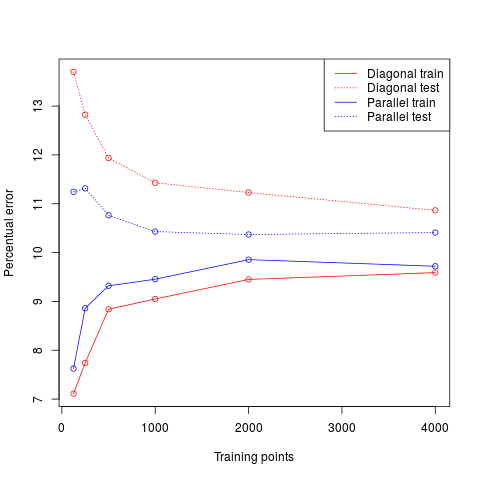 Diagonal train
Diagonal test
Parallel train
Parallel test
13
12
11
10
9
8
7
Percentual error
0 1000 2000 3000 4000
Training points